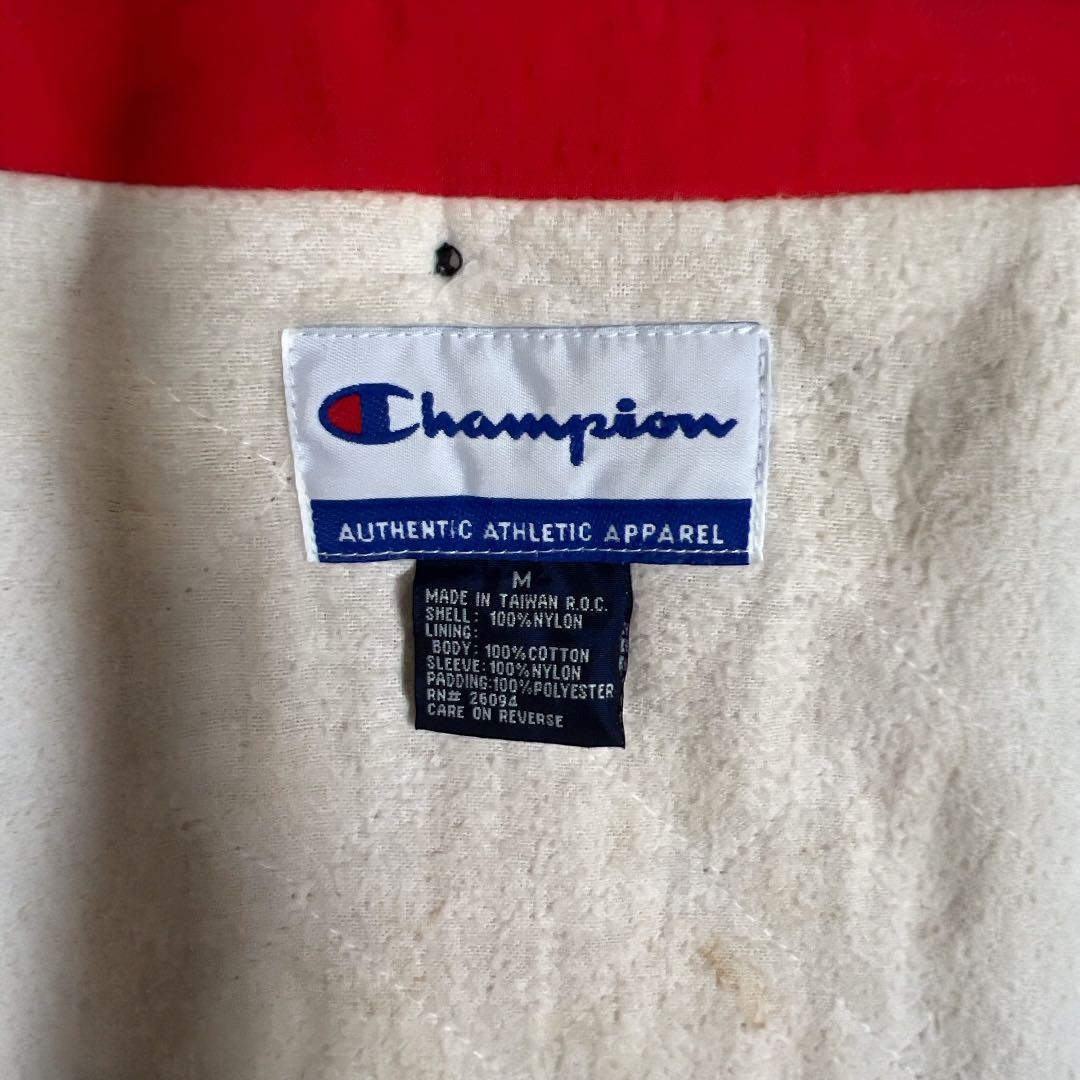 Champion
AUTHENTIC ATHLETIC APPAREL
M
MADE IN TAIWAN R.O.C.
SHELL: 100%NYLON
LINING:
BODY: 100%COTTON
SLEEVE: 100%NYLON
PADDING:100%POLYESTER
RN# 26094
CARE ON REVERSE